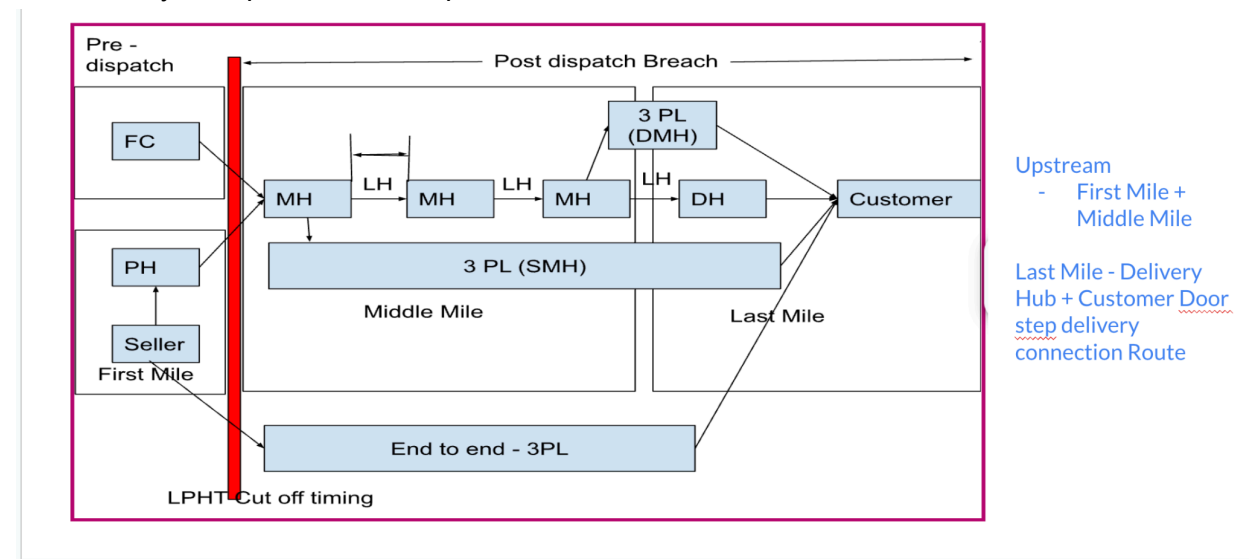 Pre -
dispatch
Post dispatch Breach
FC
3 PL
(DMH)
LH
LH
LH
MH
MH
MH
DH
Customer
PH
3 PL (SMH)
Middle Mile
Last Mile
Seller
First Mile
End to end - 3PL
LPHT Cut off timing
Upstream
- First Mile +
Middle Mile
Last Mile - Delivery
Hub + Customer Door
step delivery
connection Route